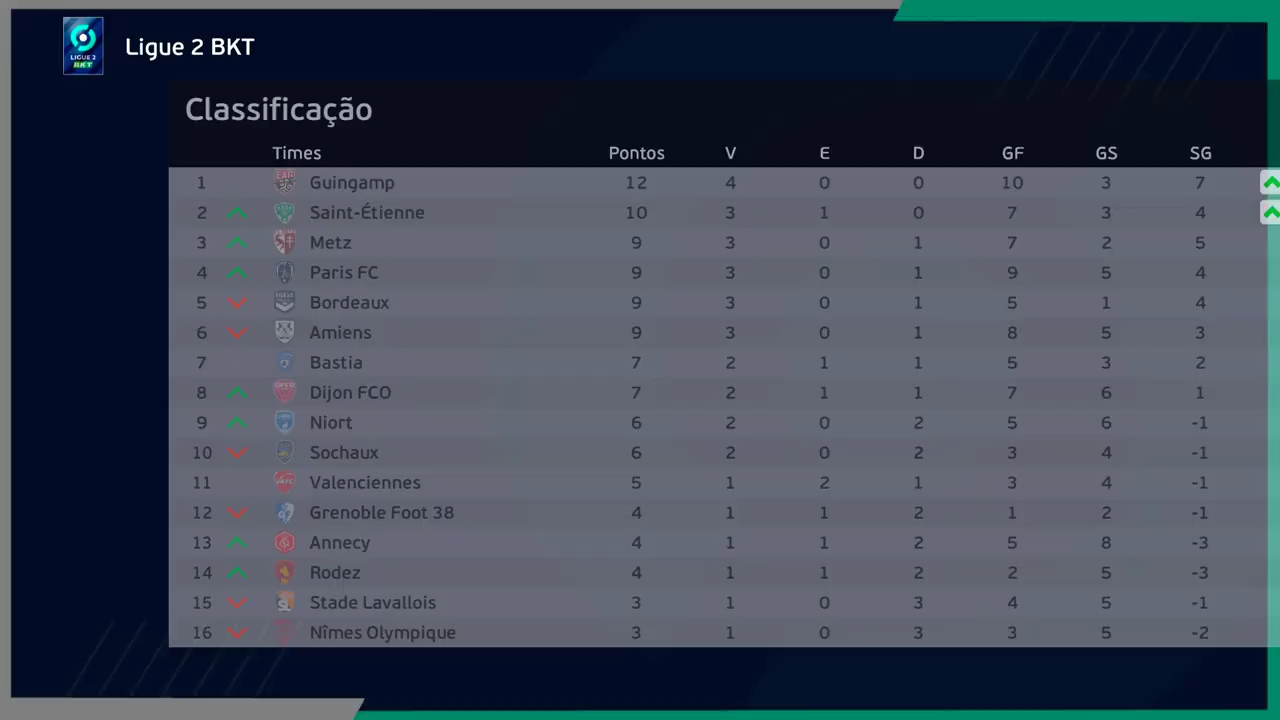 LIGUE 2
BKT
Ligue 2 BKT
Classificação
Times Pontos V E D GF GS SG
1 Guingamp 12 4 0 0 10 3 7
2 Saint-Étienne 10 3 1 0 7 3 4
3 Metz 9 3 0 1 7 2 5
4 Paris FC 9 3 0 1 9 5 4
5 Bordeaux 9 3 0 1 5 1 4
6 Amiens 9 3 0 1 8 5 3
7 Bastia 7 2 1 1 5 3 2
8 Dijon FCO 7 2 1 1 7 6 1
9 Niort 6 2 0 2 5 6 -1
10 Sochaux 6 2 0 2 3 4 -1
11 Valenciennes 5 1 2 1 3 4 -1
12 Grenoble Foot 38 4 1 1 2 1 2 -1
13 Annecy 4 1 1 2 5 8 -3
14 Rodez 4 1 1 2 2 5 -3
15 Stade Lavallois 3 1 0 3 4 5 -1
16 Nîmes Olympique 3 1 0 3 3 5 -2